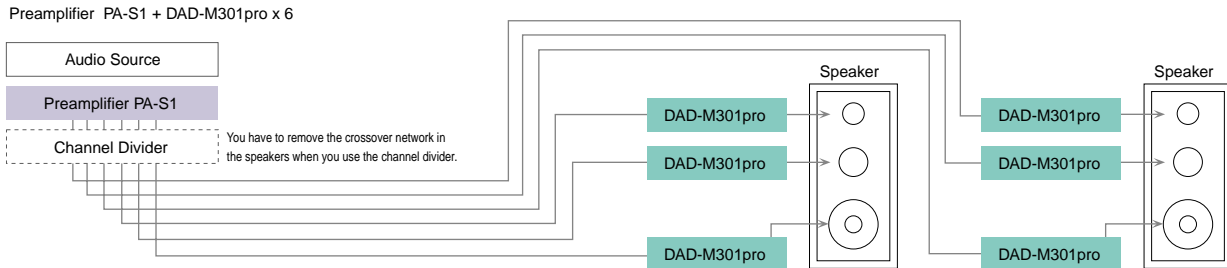 Preamplifier PA-S1 + DAD-M301pro x 6
Audio Source
Preamplifier PA-S1
Channel Divider
You have to remove the crossover network in
the speakers when you use the channel divider.
Speaker
DAD-M301pro
DAD-M301pro
DAD-M301pro
Speaker
DAD-M301pro
DAD-M301pro
DAD-M301pro